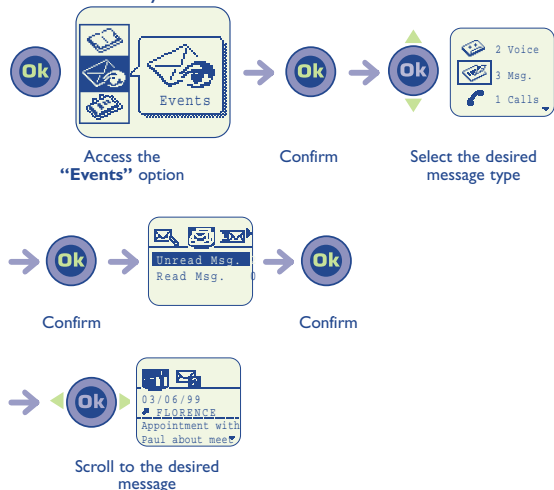 Ok
Events
Ok
Ok
2 Voice
3 Msg.
1 Calls
Access the
"Events" option
Confirm
Select the desired
message type
Ok
Unread Msg.
Read Msg. 0
Ok
Confirm
Confirm
Ok
03/06/99
FLORENCE
Appointment with
Paul about meet
Scroll to the desired
message